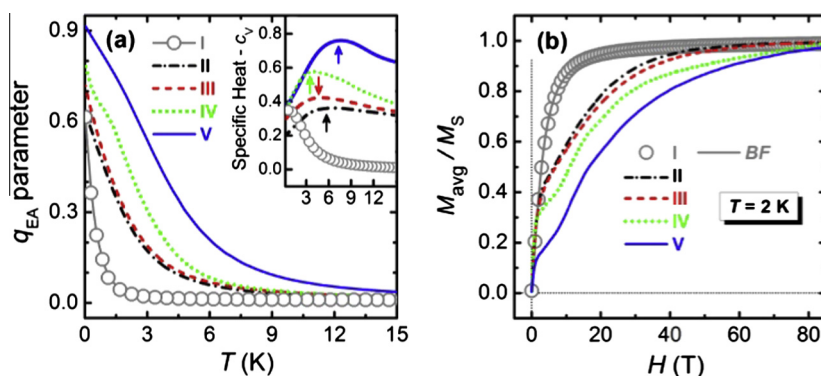 (a)
0.9
0.6
0.3
0.0
q_EA parameter
I
II
III
IV
V
Specific Heat - c_V
0.8
0.6
0.4
0.2
0.0
3 6 9 12
0 3 6 9 12 15
T (K)
(b)
1.0
0.8
0.6
0.4
0.2
0.0
M_avg / M_S
I BF
II
III
IV
V
T = 2 K
0 20 40 60 80
H (T)